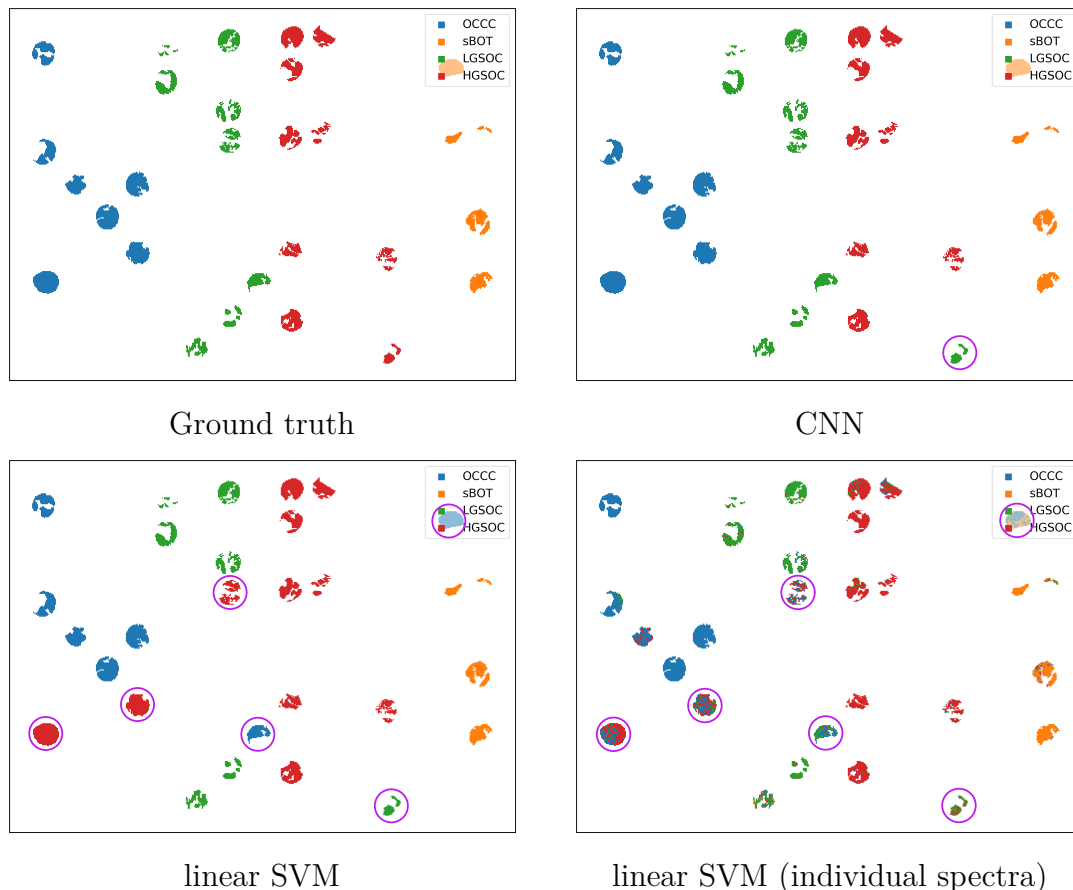 OCCC
sBOT
LGSOC
HGSOC
OCCC
sBOT
LGSOC
HGSOC
Ground truth
CNN
OCCC
sBOT
LGSOC
HGSOC
OCCC
sBOT
LGSOC
HGSOC
linear SVM
linear SVM (individual spectra)